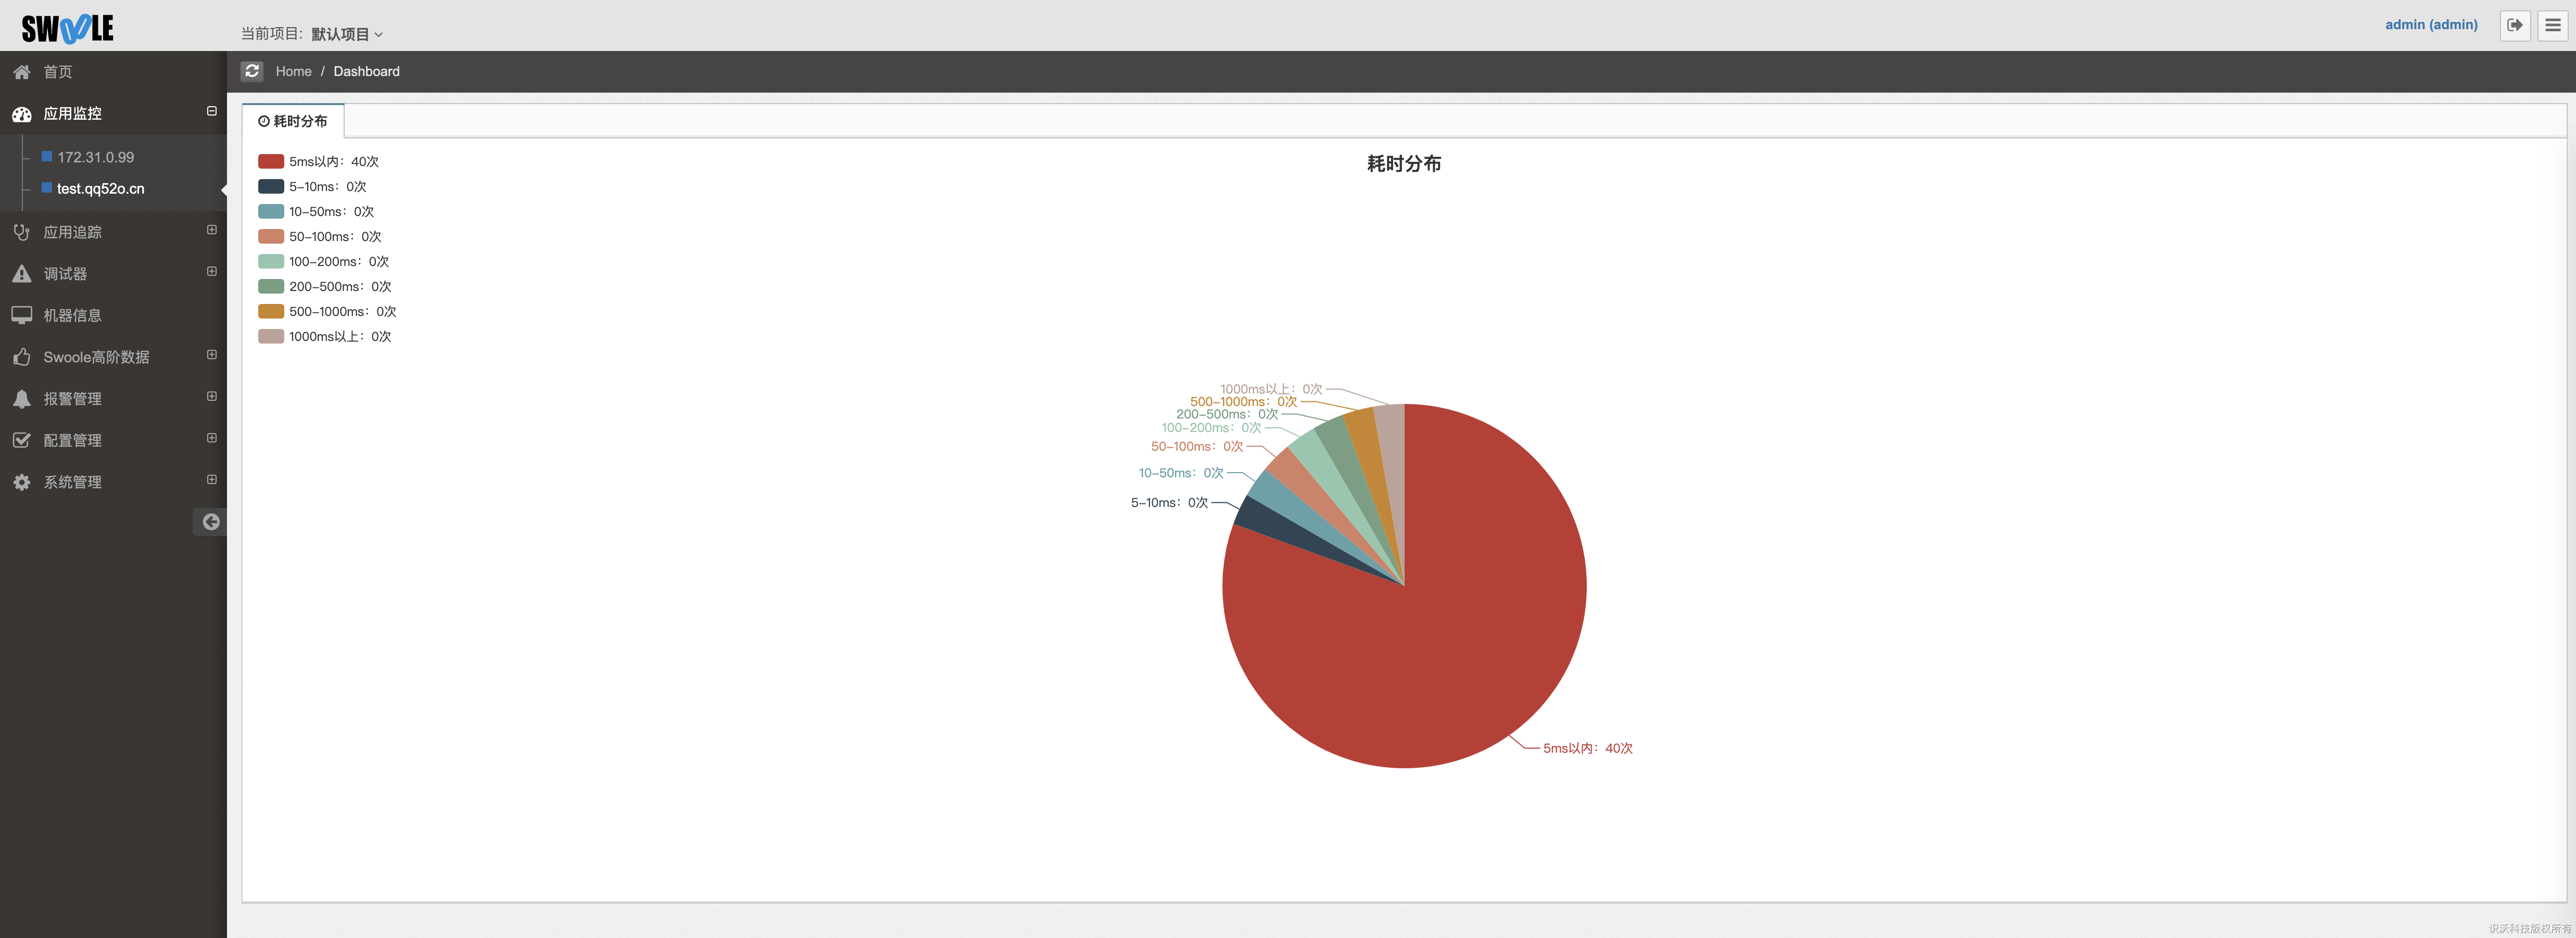 SWOOLE
当前项目: 默认项目
admin (admin)
首页
Home / Dashboard
应用监控
172.31.0.99
test.qq52o.cn
应用追踪
调试器
机器信息
Swoole高阶数据
报警管理
配置管理
系统管理
耗时分布
5ms以内：40次
5-10ms：0次
10-50ms：0次
50-100ms：0次
100-200ms：0次
200-500ms：0次
500-1000ms：0次
1000ms以上：0次
耗时分布
1000ms以上：0次
500-1000ms：0次
200-500ms：0次
100-200ms：0次
50-100ms：0次
10-50ms：0次
5-10ms：0次
5ms以内：40次
识沃科技版权所有